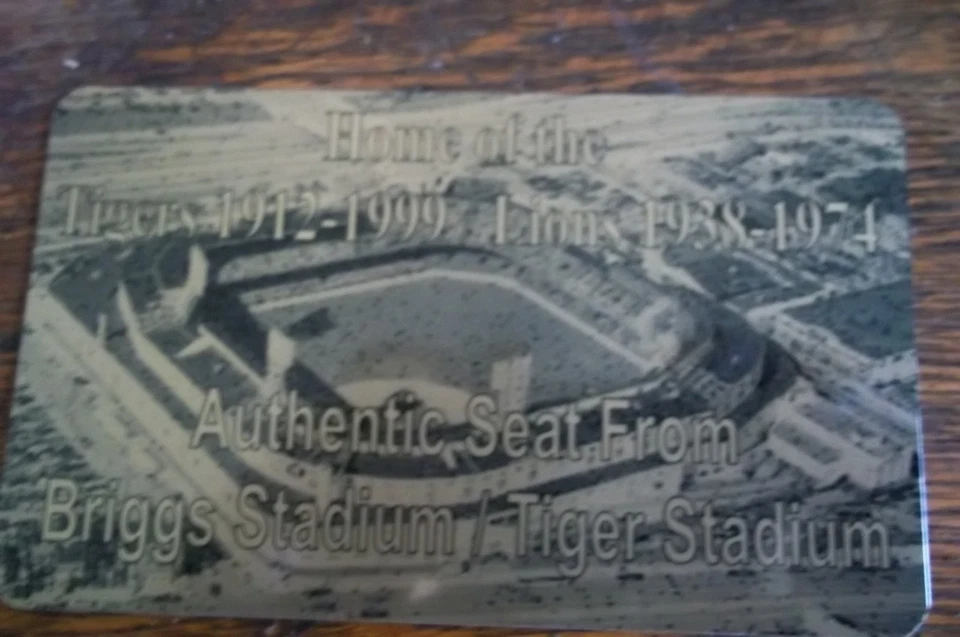 Home of the
Tigers 1912-1999 Lions 1938-1974
Authentic Seat From
Briggs Stadium / Tiger Stadium